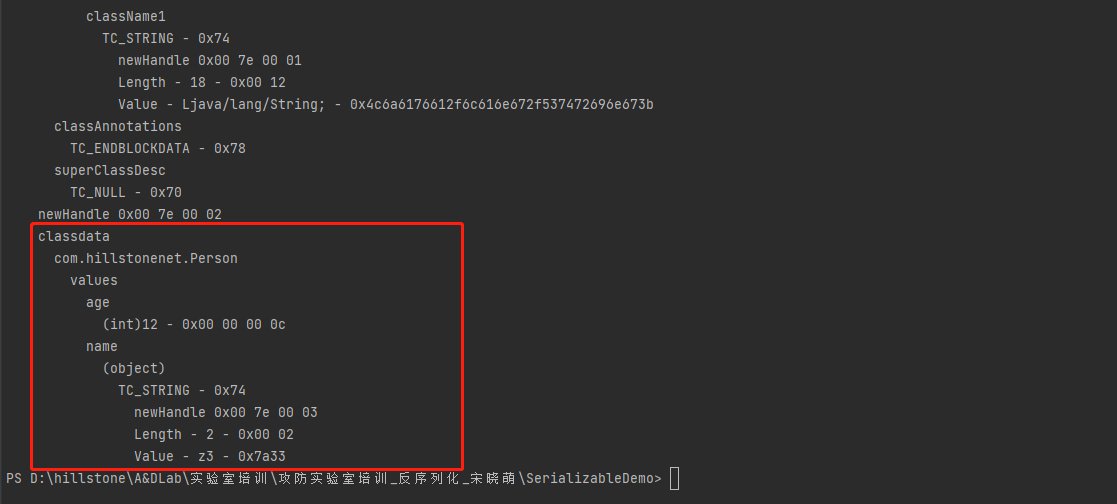 className1
TC_STRING - 0x74
newHandle 0x00 7e 00 01
Length - 18 - 0x00 12
Value - Ljava/lang/String; - 0x4c6a6176612f6c616e672f537472696e673b
classAnnotations
TC_ENDBLOCKDATA - 0x78
superClassDesc
TC_NULL - 0x70
newHandle 0x00 7e 00 02
classdata
com.hillstonenet.Person
values
age
(int)12 - 0x00 00 00 0c
name
(object)
TC_STRING - 0x74
newHandle 0x00 7e 00 03
Length - 2 - 0x00 02
Value - z3 - 0x7a33
PS D:\hillstone\A&DLab\实验室培训\攻防实验室培训_反序列化_宋晓萌\SerializableDemo>